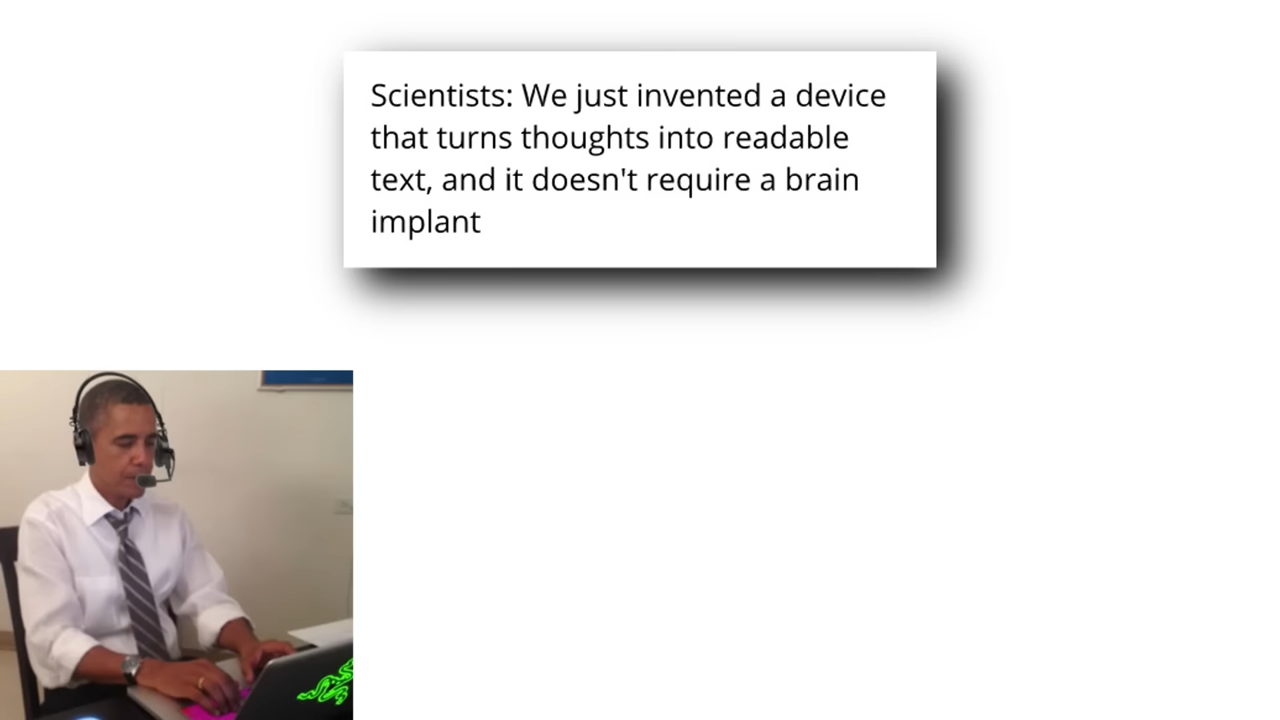 Scientists: We just invented a device
that turns thoughts into readable
text, and it doesn't require a brain
implant